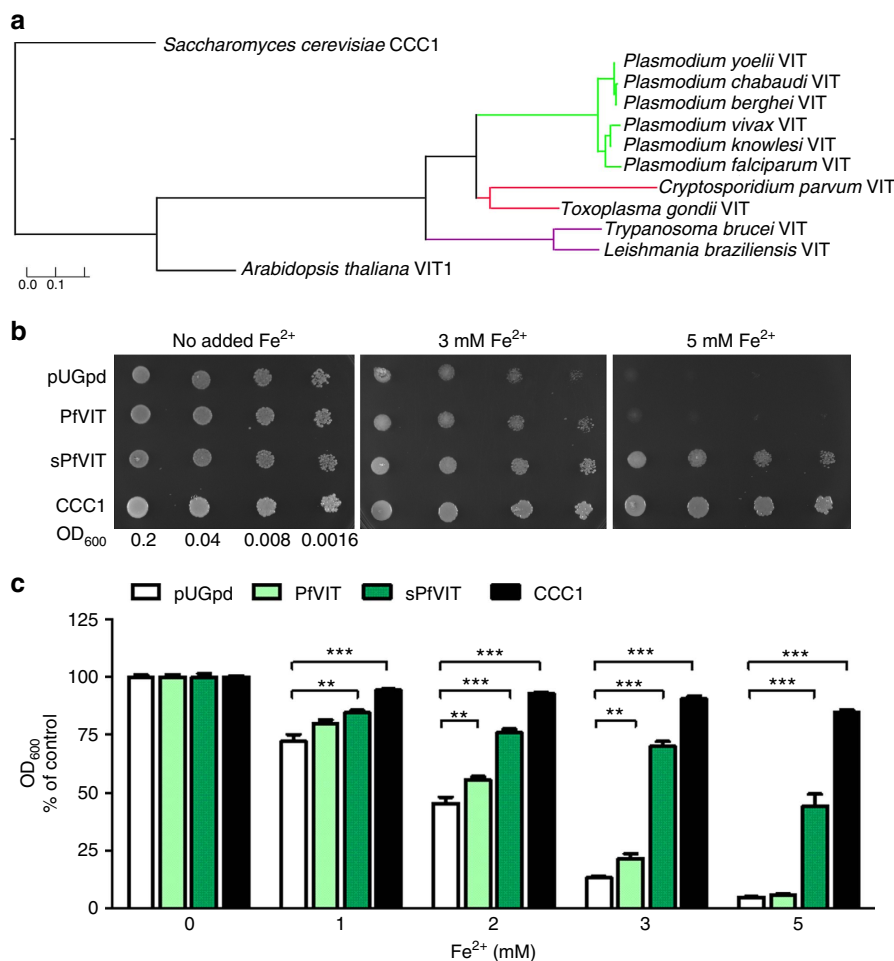 a
Saccharomyces cerevisiae CCC1
Plasmodium yoelii VIT
Plasmodium chabaudi VIT
Plasmodium berghei VIT
Plasmodium vivax VIT
Plasmodium knowlesi VIT
Plasmodium falciparum VIT
Cryptosporidium parvum VIT
Toxoplasma gondii VIT
Trypanosoma brucei VIT
Leishmania braziliensis VIT
Arabidopsis thaliana VIT1
0.0 0.1
b
No added Fe²⁺ 3 mM Fe²⁺ 5 mM Fe²⁺
pUGpd
PfVIT
sPfVIT
CCC1
OD₆₀₀ 0.2 0.04 0.008 0.0016
c
pUGpd PfVIT sPfVIT CCC1
125
100
75
50
25
0
OD₆₀₀
% of control
*** *** *** ***
** *** *** ***
** **
0 1 2 3 5
Fe²⁺ (mM)